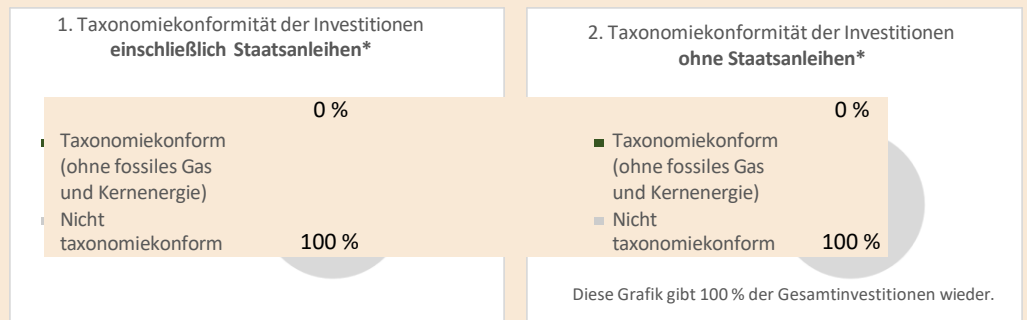 1. Taxonomiekonformität der Investitionen
einschließlich Staatsanleihen*
0 %
Taxonomiekonform
(ohne fossiles Gas
und Kernenergie)
Nicht
taxonomiekonform
100 %
2. Taxonomiekonformität der Investitionen
ohne Staatsanleihen*
0 %
Taxonomiekonform
(ohne fossiles Gas
und Kernenergie)
Nicht
taxonomiekonform
100 %
Diese Grafik gibt 100 % der Gesamtinvestitionen wieder.